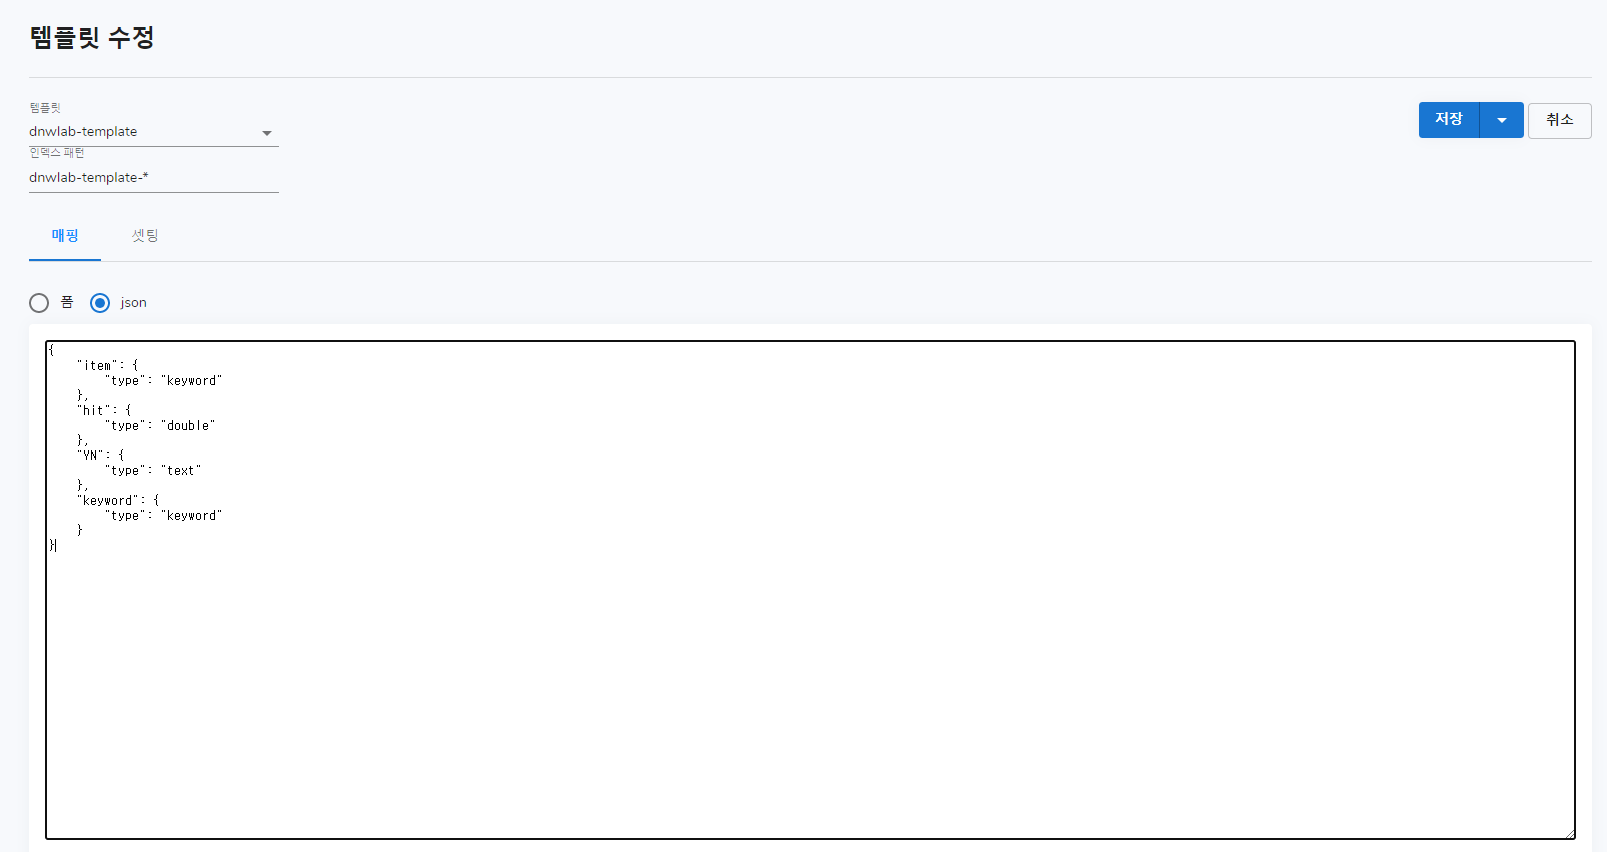 템플릿 수정
템플릿
dnwlab-template
인덱스 패턴
dnwlab-template-*
저장
취소
매핑 셋팅
폼 json
{
    "item": {
        "type": "keyword"
    },
    "hit": {
        "type": "double"
    },
    "YN": {
        "type": "text"
    },
    "keyword": {
        "type": "keyword"
    }
}